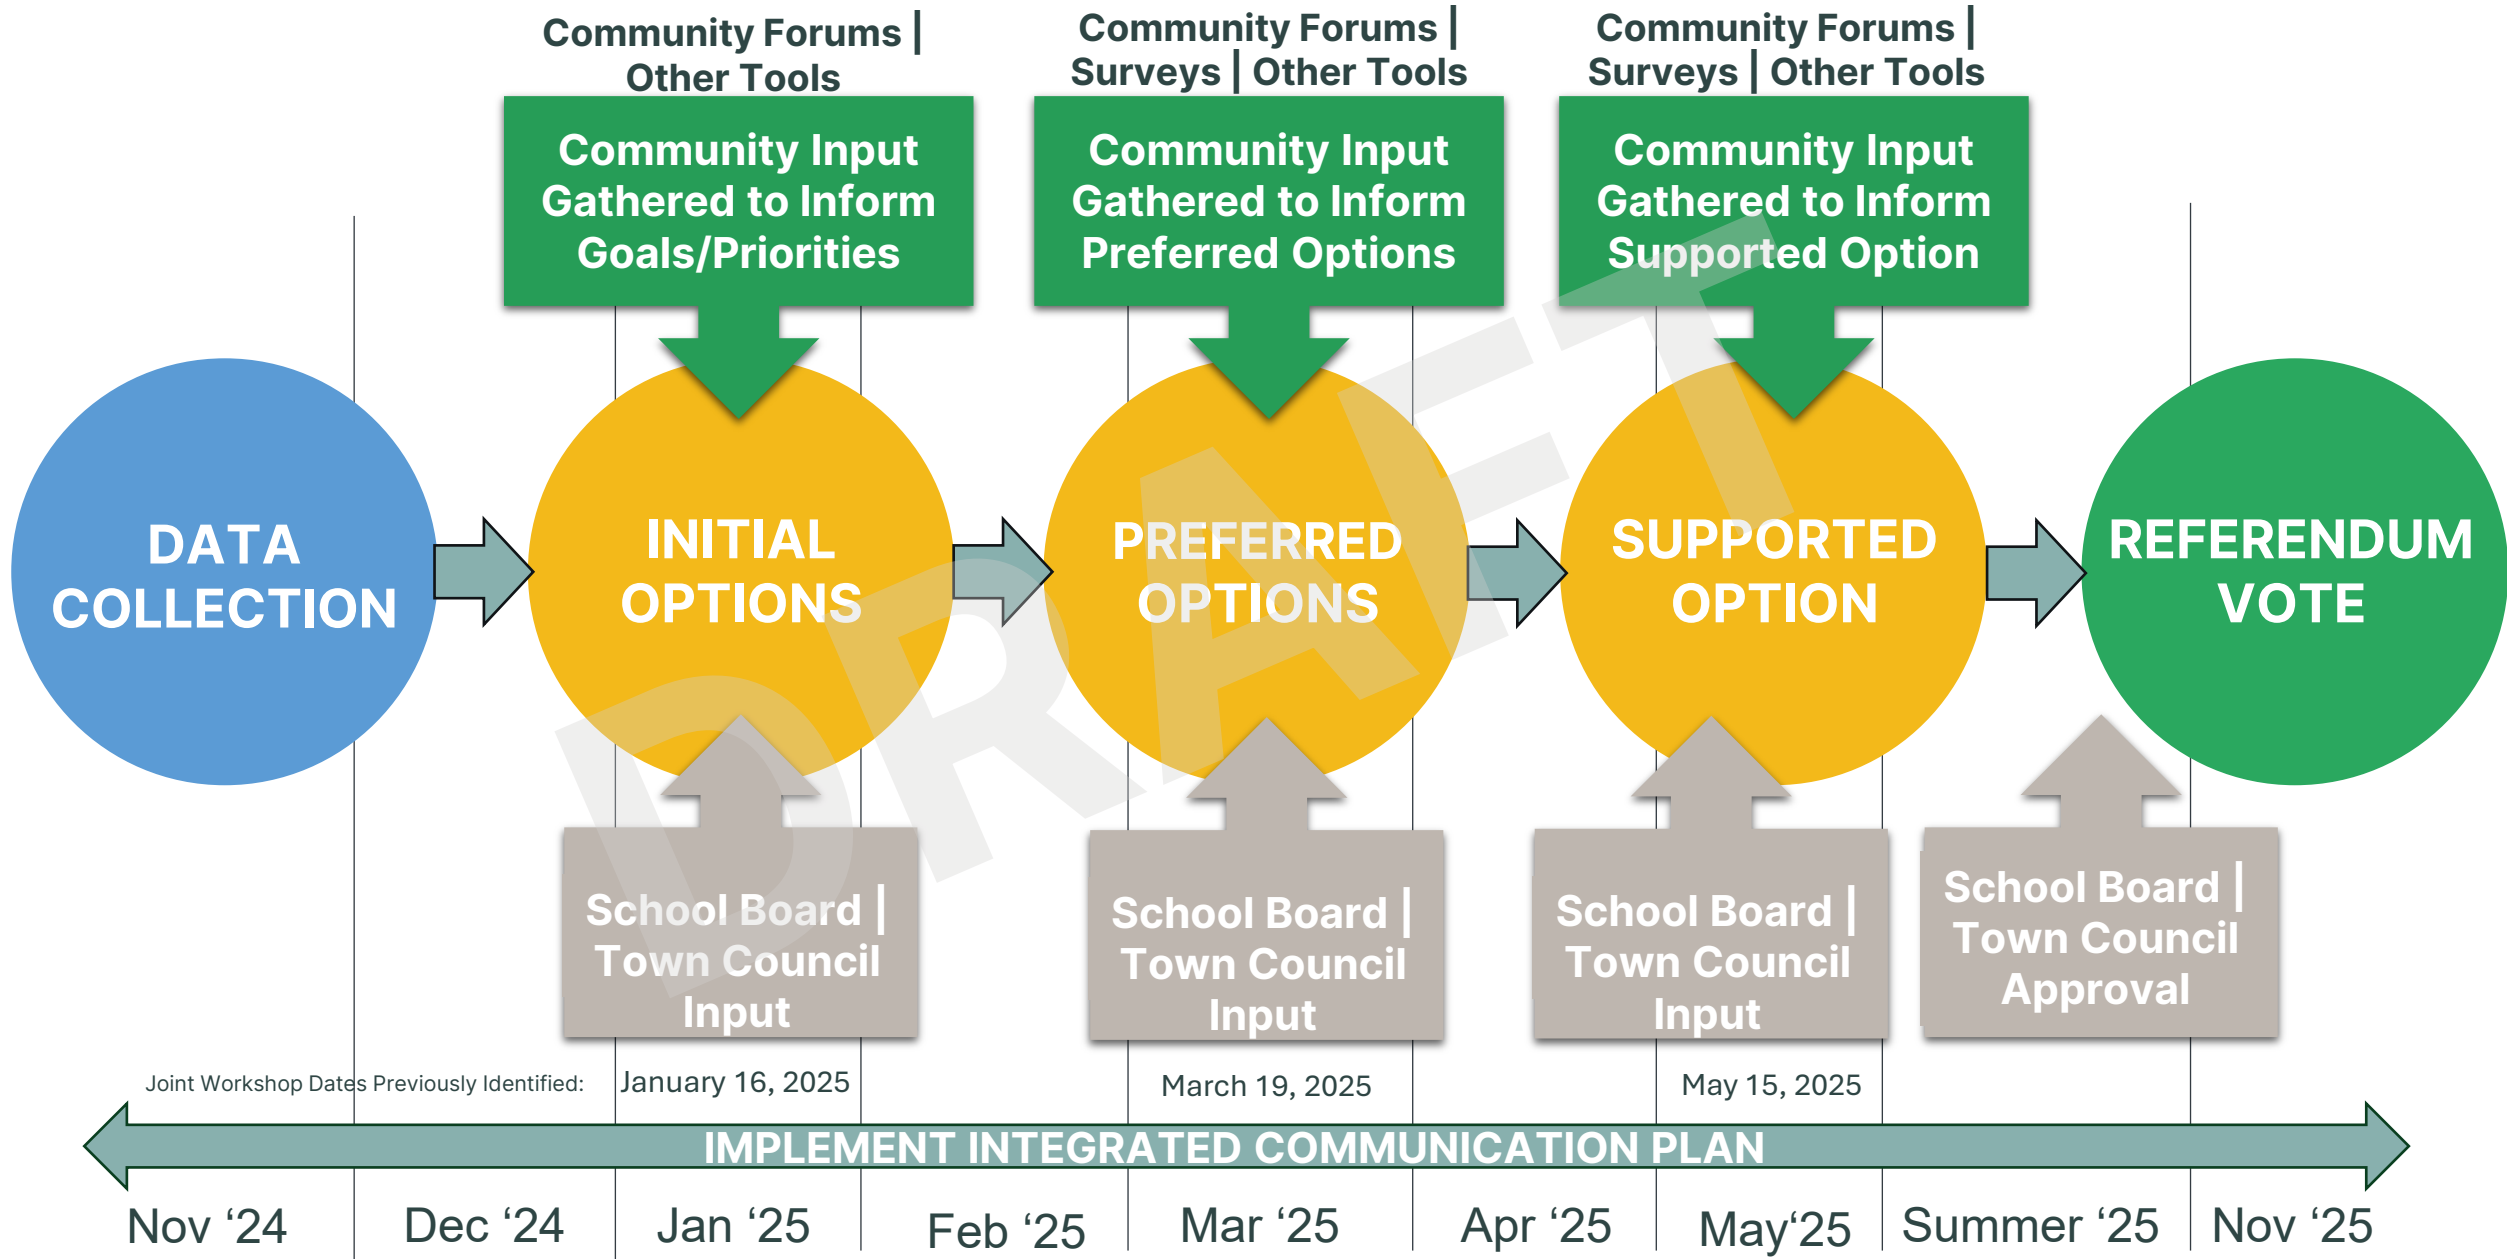 Community Forums |
Other Tools
Community Forums |
Surveys | Other Tools
Community Forums |
Surveys | Other Tools
Community Input
Gathered to Inform
Goals/Priorities
Community Input
Gathered to Inform
Preferred Options
Community Input
Gathered to Inform
Supported Option
DATA
COLLECTION
INITIAL
OPTIONS
PREFERRED
OPTIONS
SUPPORTED
OPTION
REFERENDUM
VOTE
DRAFT
School Board |
Town Council
Input
School Board |
Town Council
Input
School Board |
Town Council
Input
School Board |
Town Council
Approval
Joint Workshop Dates Previously Identified:
January 16, 2025
March 19, 2025
May 15, 2025
IMPLEMENT INTEGRATED COMMUNICATION PLAN
Nov ‘24
Dec ‘24
Jan ‘25
Feb ‘25
Mar ‘25
Apr ‘25
May‘25
Summer ‘25
Nov ‘25